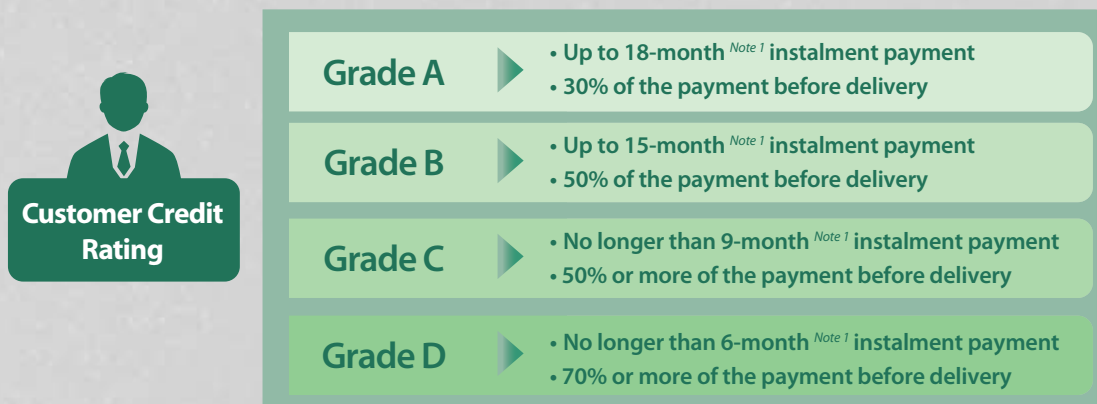 Customer Credit
Rating
Grade A
• Up to 18-month Note 1 instalment payment
• 30% of the payment before delivery
Grade B
• Up to 15-month Note 1 instalment payment
• 50% of the payment before delivery
Grade C
• No longer than 9-month Note 1 instalment payment
• 50% or more of the payment before delivery
Grade D
• No longer than 6-month Note 1 instalment payment
• 70% or more of the payment before delivery